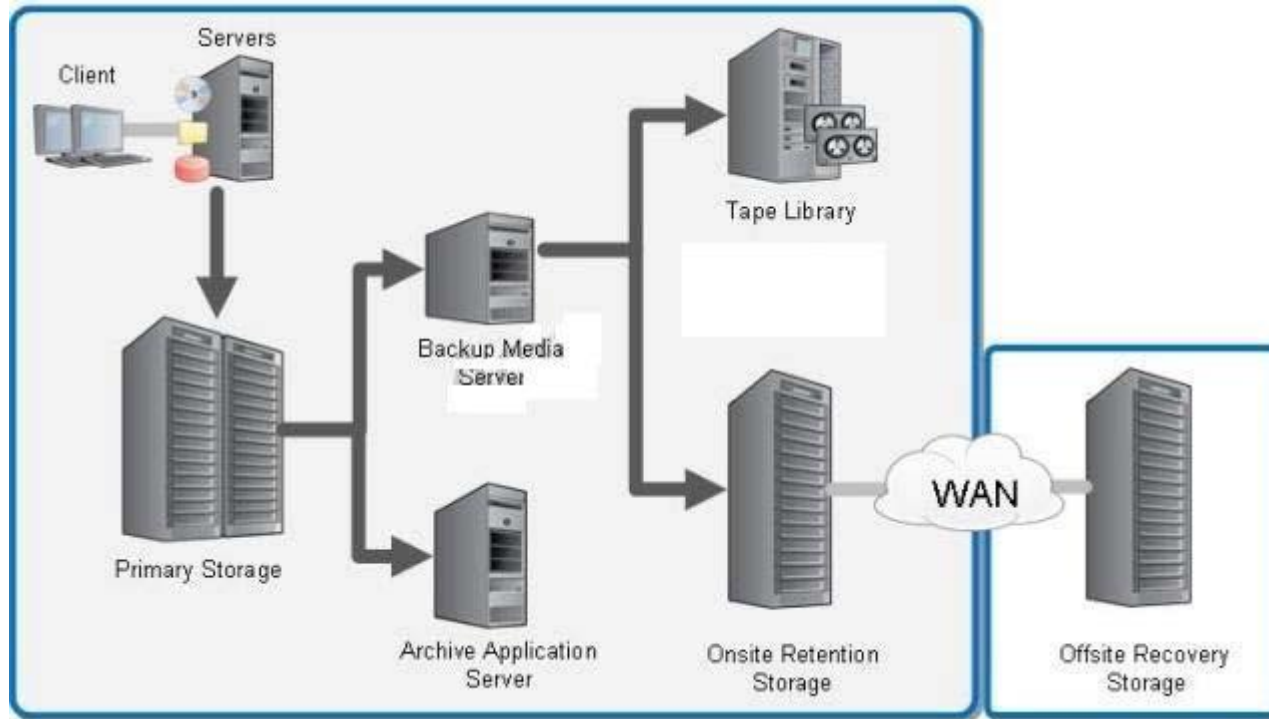 Servers
Client
Tape Library
Backup Media
Server
Primary Storage
WAN
Archive Application
Server
Onsite Retention
Storage
Offsite Recovery
Storage